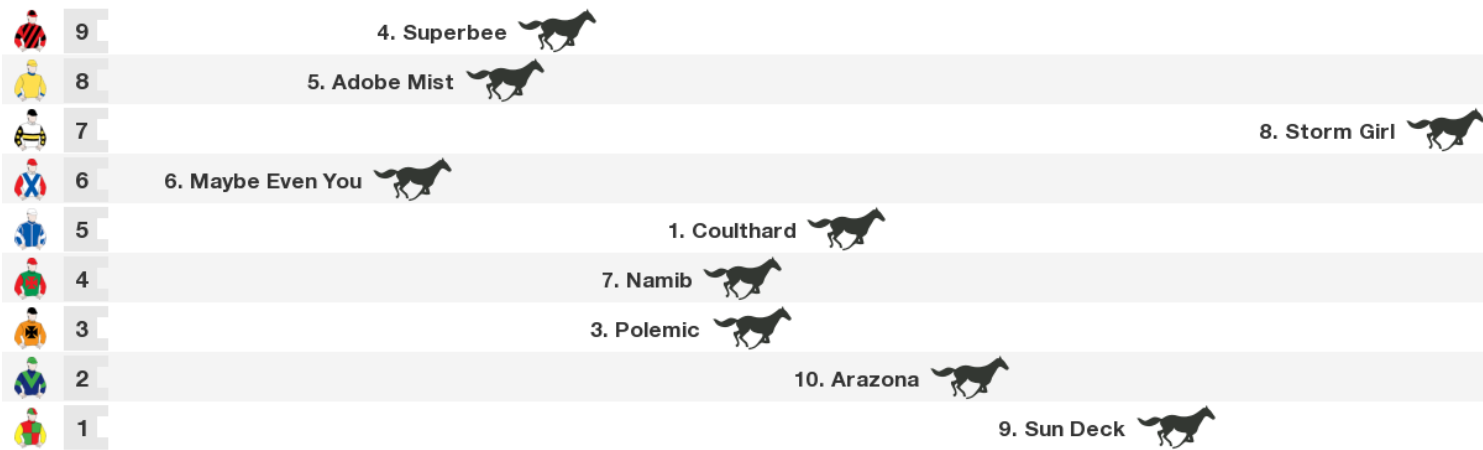 9 4. Superbee
8 5. Adobe Mist
7 8. Storm Girl
6 6. Maybe Even You
5 1. Coulthard
4 7. Namib
3 3. Polemic
2 10. Arazona
1 9. Sun Deck